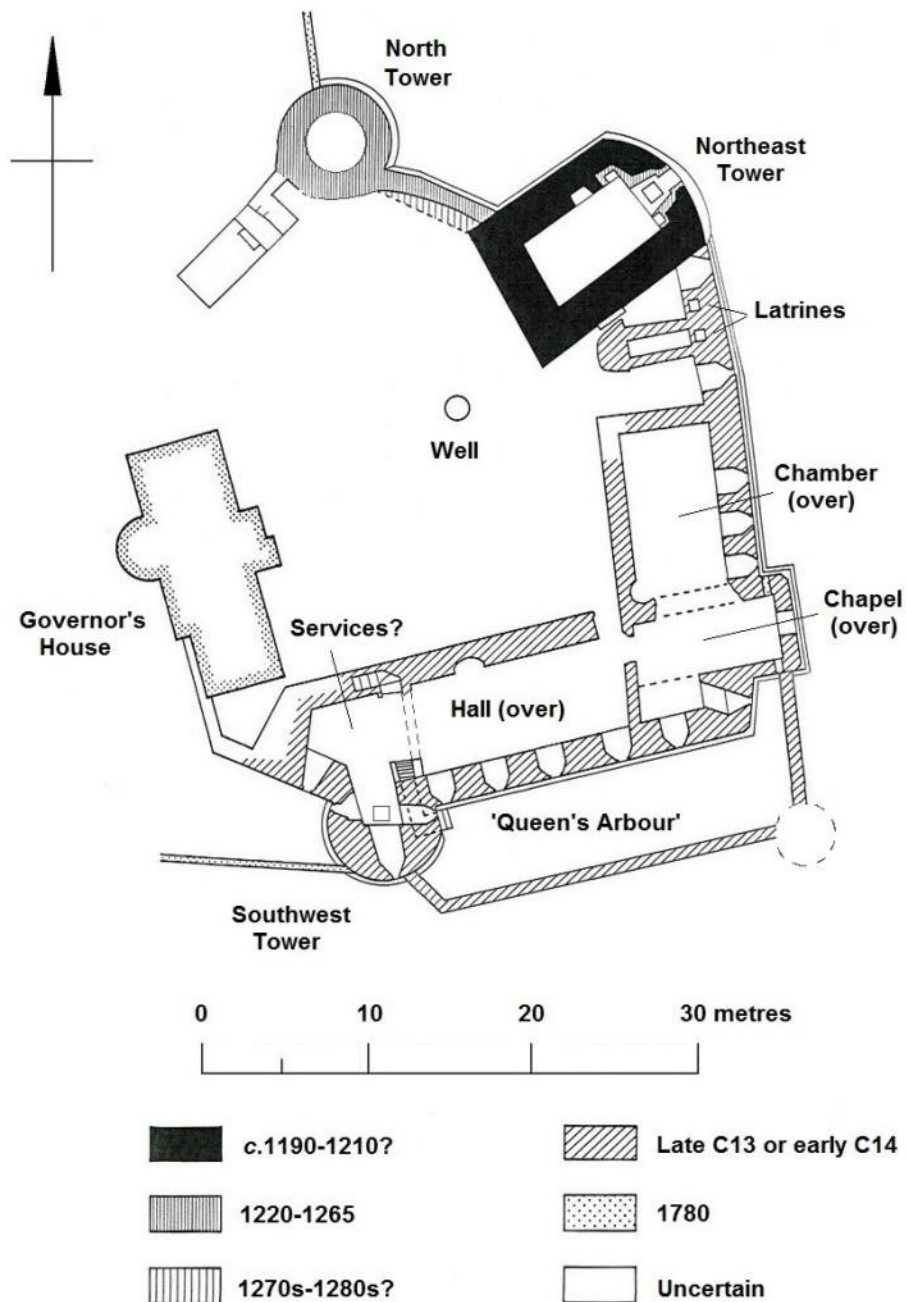 North
Tower
Northeast
Tower
Latrines
Well
Chamber
(over)
Governor's
House
Services?
Chapel
(over)
Hall (over)
'Queen's Arbour'
Southwest
Tower
0 10 20 30 metres
c.1190-1210?
Late C13 or early C14
1220-1265
1780
1270s-1280s?
Uncertain